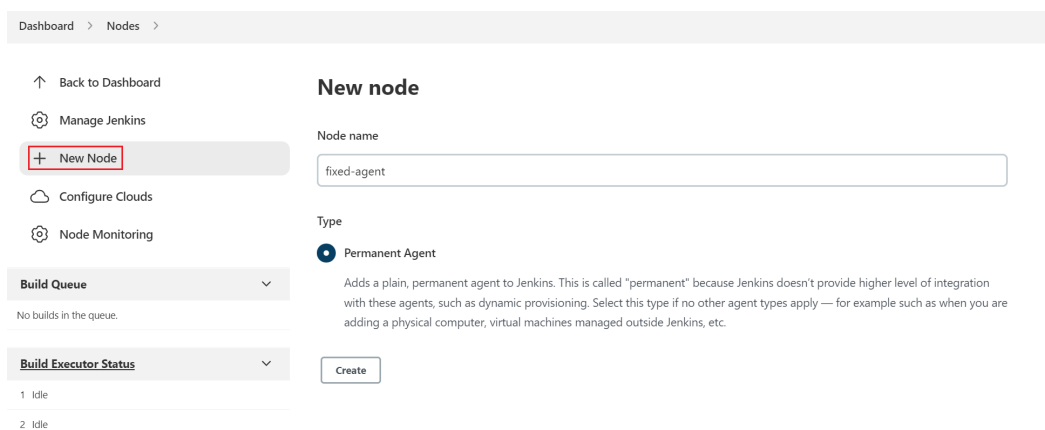 Dashboard > Nodes >
Back to Dashboard
Manage Jenkins
New Node
Configure Clouds
Node Monitoring
Build Queue
No builds in the queue.
Build Executor Status
1 Idle
2 Idle
New node
Node name
fixed-agent
Type
Permanent Agent
Adds a plain, permanent agent to Jenkins. This is called "permanent" because Jenkins doesn't provide higher level of integration
with these agents, such as dynamic provisioning. Select this type if no other agent types apply — for example such as when you are
adding a physical computer, virtual machines managed outside Jenkins, etc.
Create